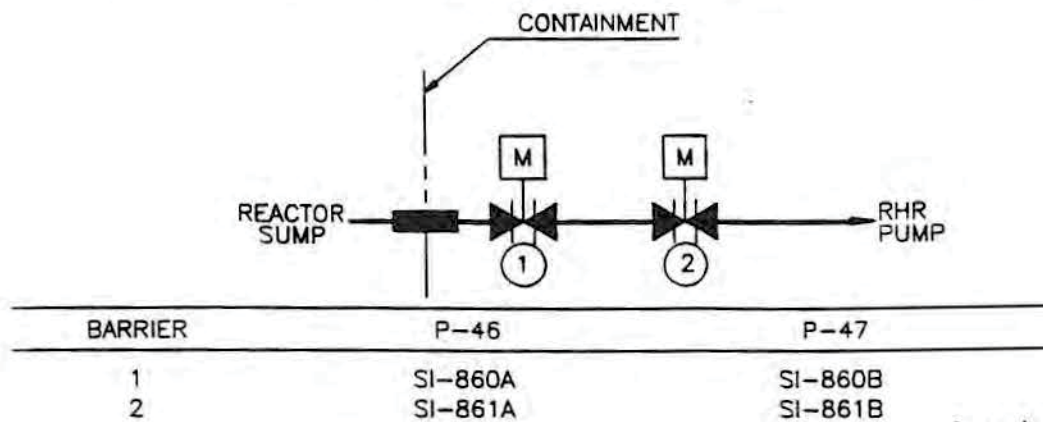 CONTAINMENT
M M
REACTOR
SUMP
RHR
PUMP
1 2
BARRIER P-46 P-47
1 SI-860A SI-860B
2 SI-861A SI-861B